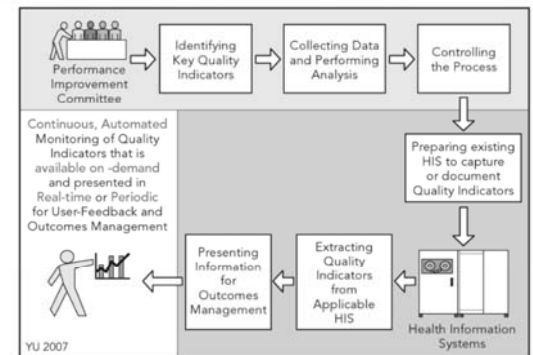 Performance
Improvement
Committee
Identifying
Key Quality
Indicators
Collecting Data
and Performing
Analysis
Controlling
the Process
Preparing existing
HIS to capture
or document
Quality Indicators
Health Information
Systems
Extracting
Quality
Indicators
from
Applicable
HIS
Presenting
Information
for
Outcomes
Management
Continuous, Automated
Monitoring of Quality
Indicators that is
available on -demand
and presented in
Real-time or Periodic
for User-Feedback and
Outcomes Management
YU 2007